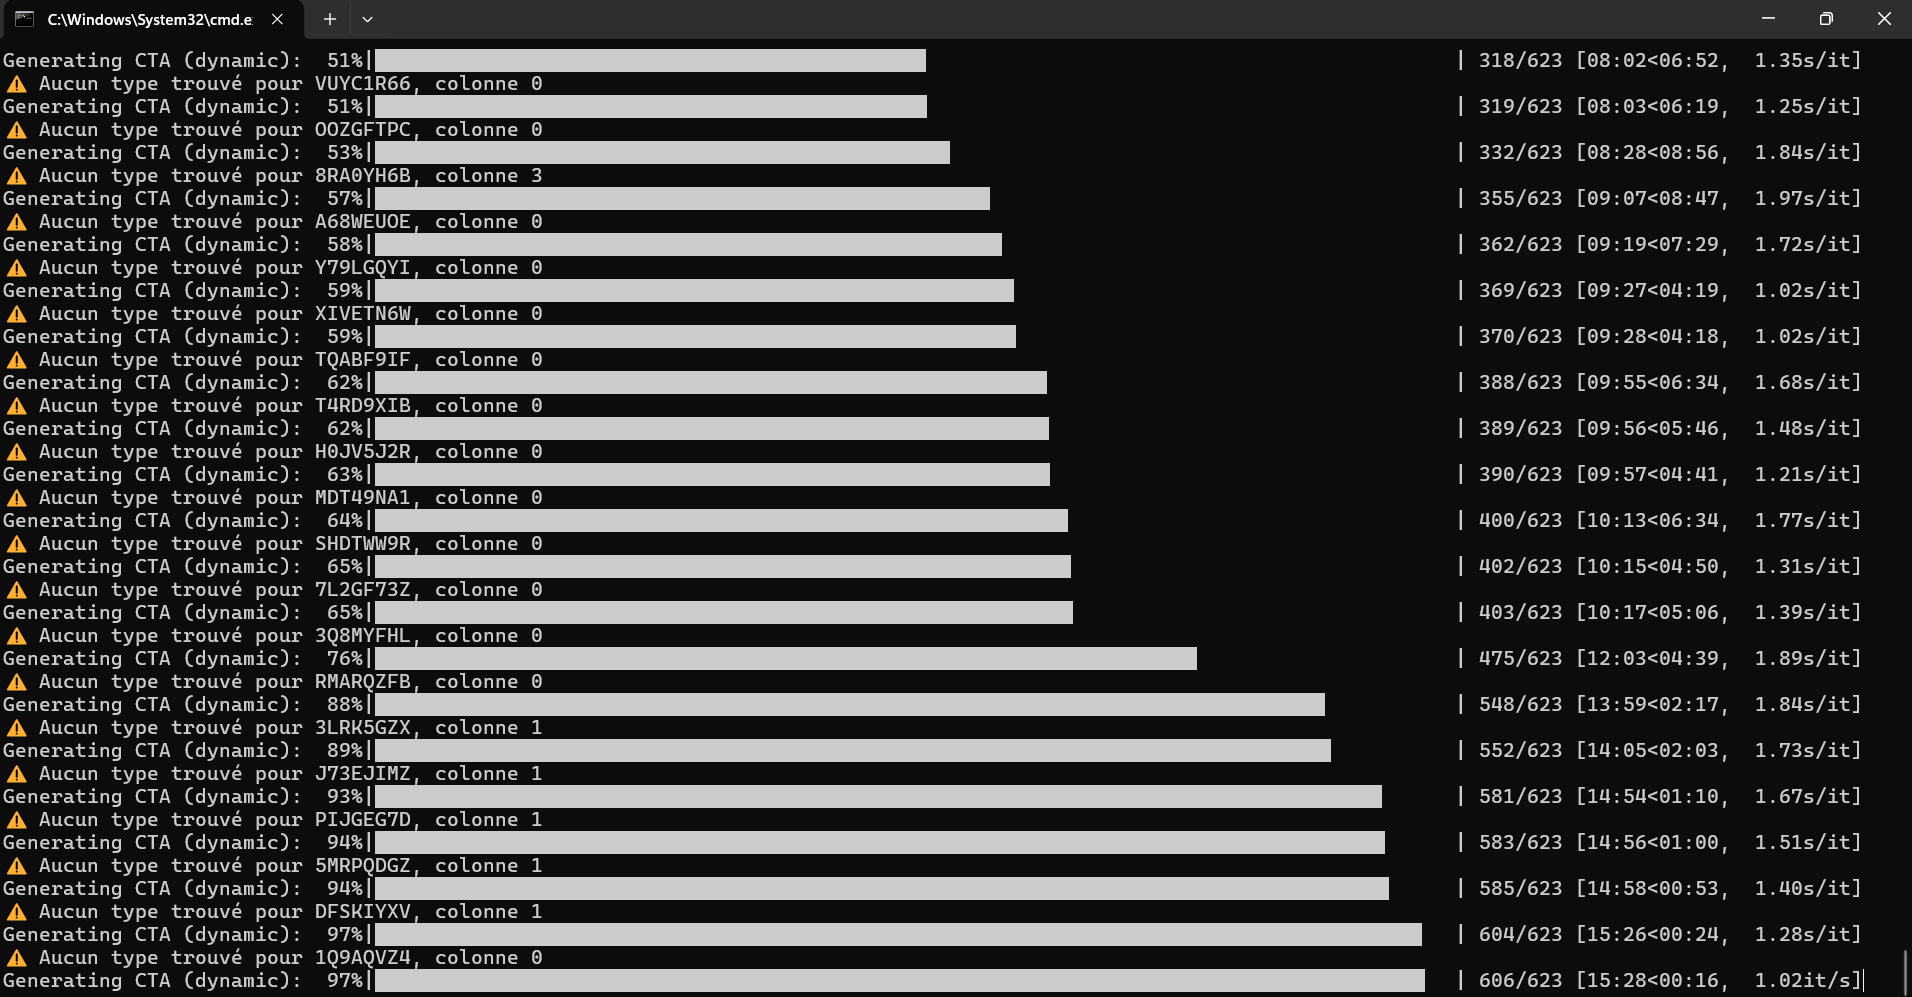 C:\Windows\System32\cmd.e
Generating CTA (dynamic):  51%| | 318/623 [08:02<06:52,  1.35s/it]
⚠ Aucun type trouvé pour VUYC1R66, colonne 0
Generating CTA (dynamic):  51%| | 319/623 [08:03<06:19,  1.25s/it]
⚠ Aucun type trouvé pour OOZGFTPC, colonne 0
Generating CTA (dynamic):  53%| | 332/623 [08:28<08:56,  1.84s/it]
⚠ Aucun type trouvé pour 8RA0YH6B, colonne 3
Generating CTA (dynamic):  57%| | 355/623 [09:07<08:47,  1.97s/it]
⚠ Aucun type trouvé pour A68WEUOE, colonne 0
Generating CTA (dynamic):  58%| | 362/623 [09:19<07:29,  1.72s/it]
⚠ Aucun type trouvé pour Y79LGQYI, colonne 0
Generating CTA (dynamic):  59%| | 369/623 [09:27<04:19,  1.02s/it]
⚠ Aucun type trouvé pour XIVETN6W, colonne 0
Generating CTA (dynamic):  59%| | 370/623 [09:28<04:18,  1.02s/it]
⚠ Aucun type trouvé pour TQABF9IF, colonne 0
Generating CTA (dynamic):  62%| | 388/623 [09:55<06:34,  1.68s/it]
⚠ Aucun type trouvé pour T4RD9XIB, colonne 0
Generating CTA (dynamic):  62%| | 389/623 [09:56<05:46,  1.48s/it]
⚠ Aucun type trouvé pour H0JV5J2R, colonne 0
Generating CTA (dynamic):  63%| | 390/623 [09:57<04:41,  1.21s/it]
⚠ Aucun type trouvé pour MDT49NA1, colonne 0
Generating CTA (dynamic):  64%| | 400/623 [10:13<06:34,  1.77s/it]
⚠ Aucun type trouvé pour SHDTWW9R, colonne 0
Generating CTA (dynamic):  65%| | 402/623 [10:15<04:50,  1.31s/it]
⚠ Aucun type trouvé pour 7L2GF73Z, colonne 0
Generating CTA (dynamic):  65%| | 403/623 [10:17<05:06,  1.39s/it]
⚠ Aucun type trouvé pour 3Q8MYFHL, colonne 0
Generating CTA (dynamic):  76%| | 475/623 [12:03<04:39,  1.89s/it]
⚠ Aucun type trouvé pour RMARQZFB, colonne 0
Generating CTA (dynamic):  88%| | 548/623 [13:59<02:17,  1.84s/it]
⚠ Aucun type trouvé pour 3LRK5GZX, colonne 1
Generating CTA (dynamic):  89%| | 552/623 [14:05<02:03,  1.73s/it]
⚠ Aucun type trouvé pour J73EJIMZ, colonne 1
Generating CTA (dynamic):  93%| | 581/623 [14:54<01:10,  1.67s/it]
⚠ Aucun type trouvé pour PIJGEG7D, colonne 1
Generating CTA (dynamic):  94%| | 583/623 [14:56<01:00,  1.51s/it]
⚠ Aucun type trouvé pour 5MRPQDGZ, colonne 1
Generating CTA (dynamic):  94%| | 585/623 [14:58<00:53,  1.40s/it]
⚠ Aucun type trouvé pour DFSKIYXV, colonne 1
Generating CTA (dynamic):  97%| | 604/623 [15:26<00:24,  1.28s/it]
⚠ Aucun type trouvé pour 1Q9AQVZ4, colonne 0
Generating CTA (dynamic):  97%| | 606/623 [15:28<00:16,  1.02it/s]